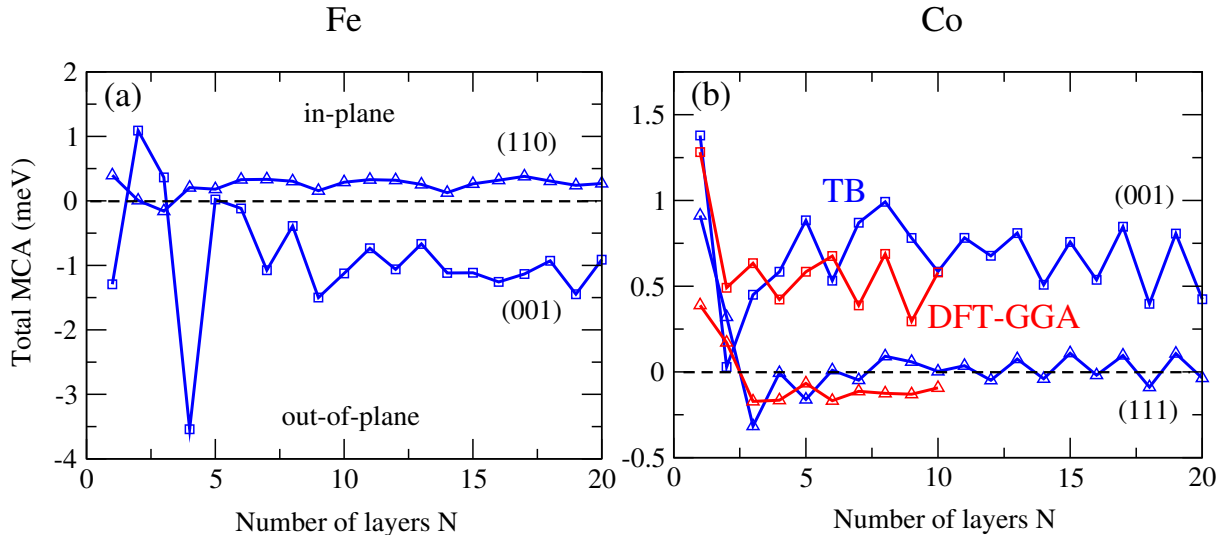 Fe
Co
(a)
in-plane
(110)
(001)
out-of-plane
Total MCA (meV)
2
1
0
-1
-2
-3
-4
0
5
10
15
20
Number of layers N
(b)
TB
(001)
DFT-GGA
(111)
1.5
1
0.5
0
-0.5
0
5
10
15
20
Number of layers N